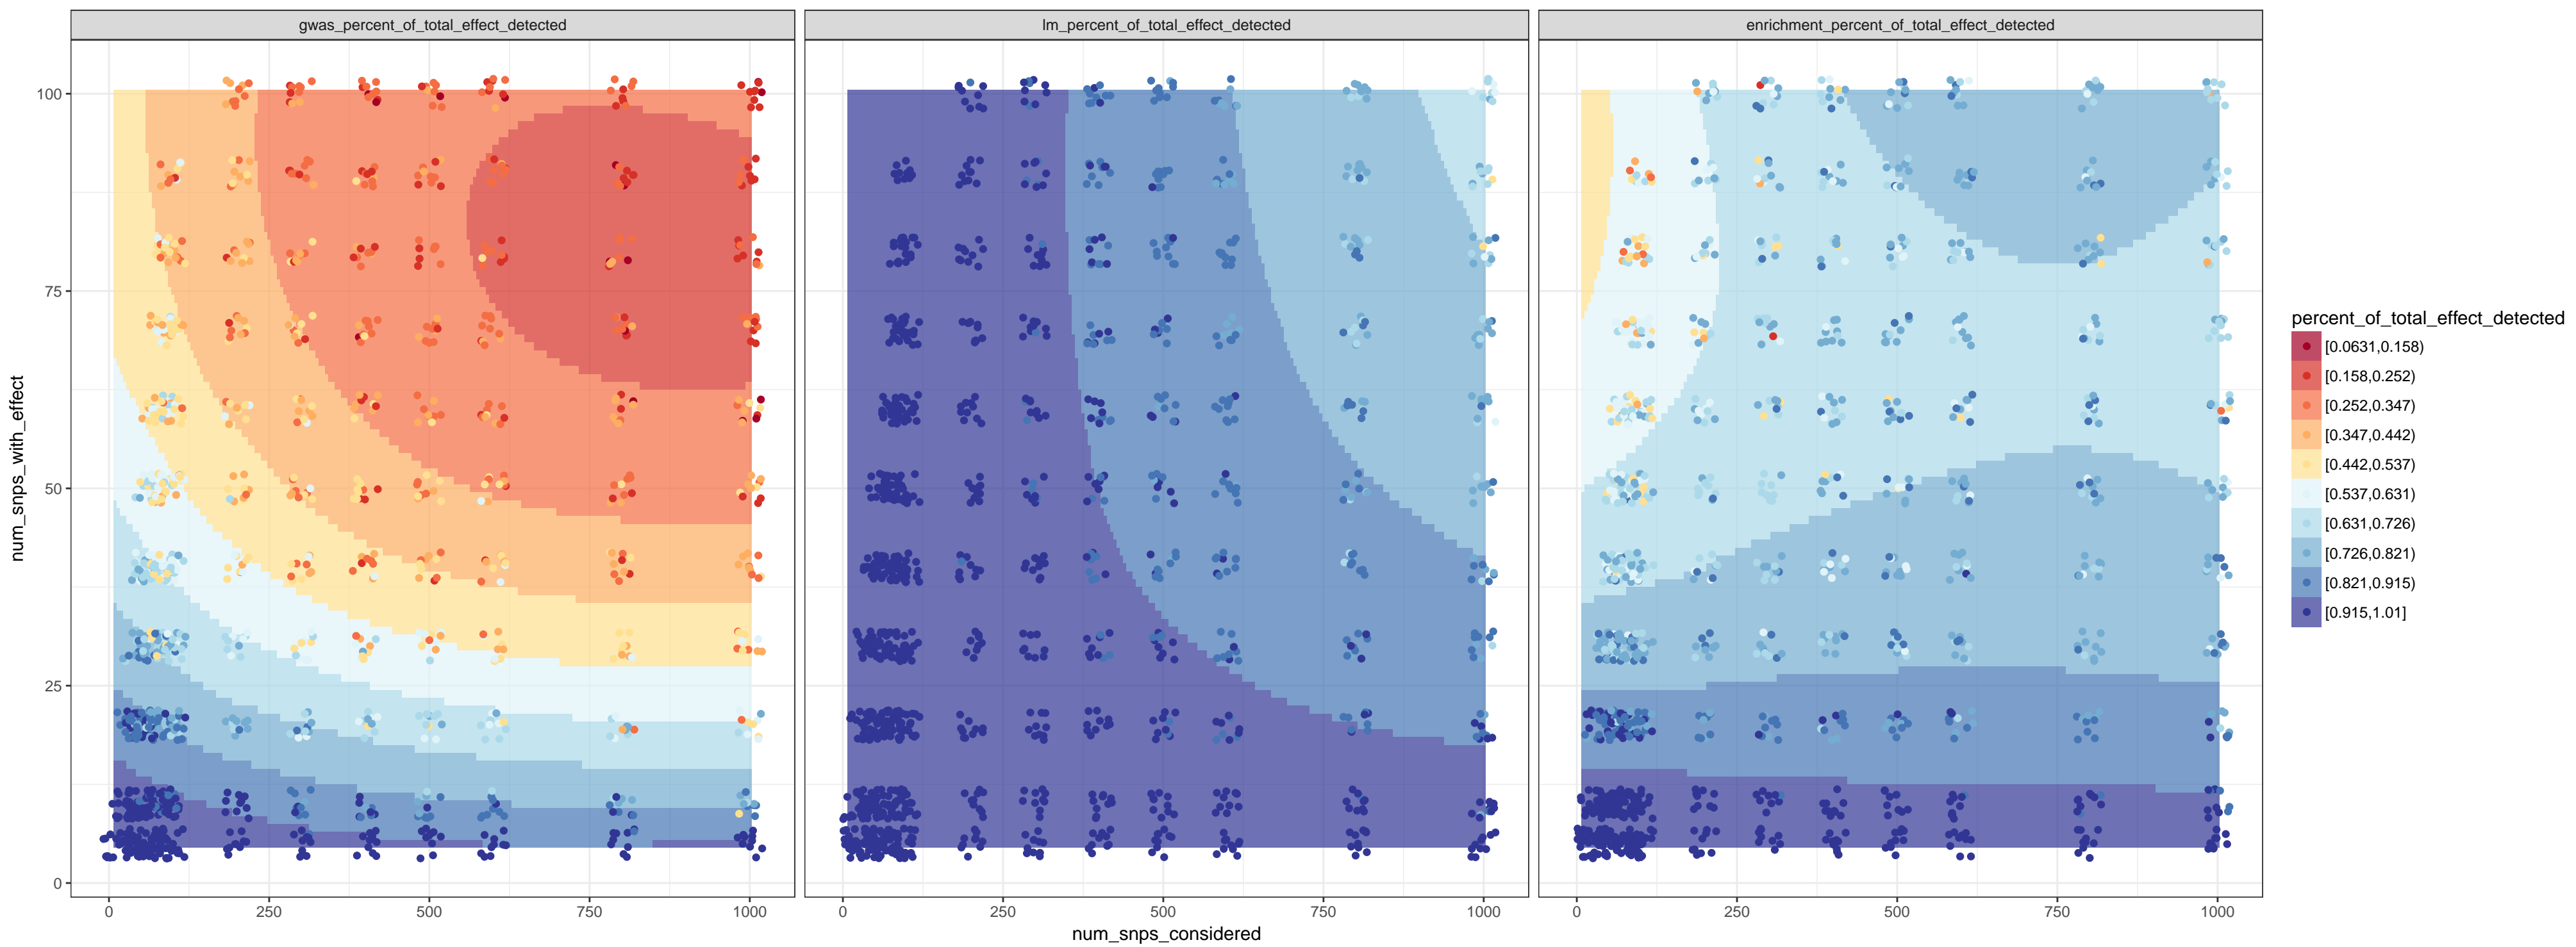 gwas_percent_of_total_effect_detected
lm_percent_of_total_effect_detected
enrichment_percent_of_total_effect_detected
100
75
50
25
0
num_snps_with_effect
0 250 500 750 1000
0 250 500 750 1000
0 250 500 750 1000
num_snps_considered
percent_of_total_effect_detected
[0.0631,0.158)
[0.158,0.252)
[0.252,0.347)
[0.347,0.442)
[0.442,0.537)
[0.537,0.631)
[0.631,0.726)
[0.726,0.821)
[0.821,0.915)
[0.915,1.01]